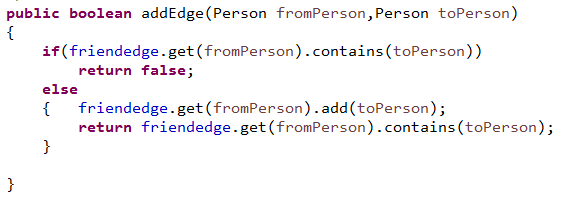 public boolean addEdge(Person fromPerson,Person toPerson)
{
    if(friendedge.get(fromPerson).contains(toPerson))
        return false;
    else
    {   friendedge.get(fromPerson).add(toPerson);
        return friendedge.get(fromPerson).contains(toPerson);
    }
}